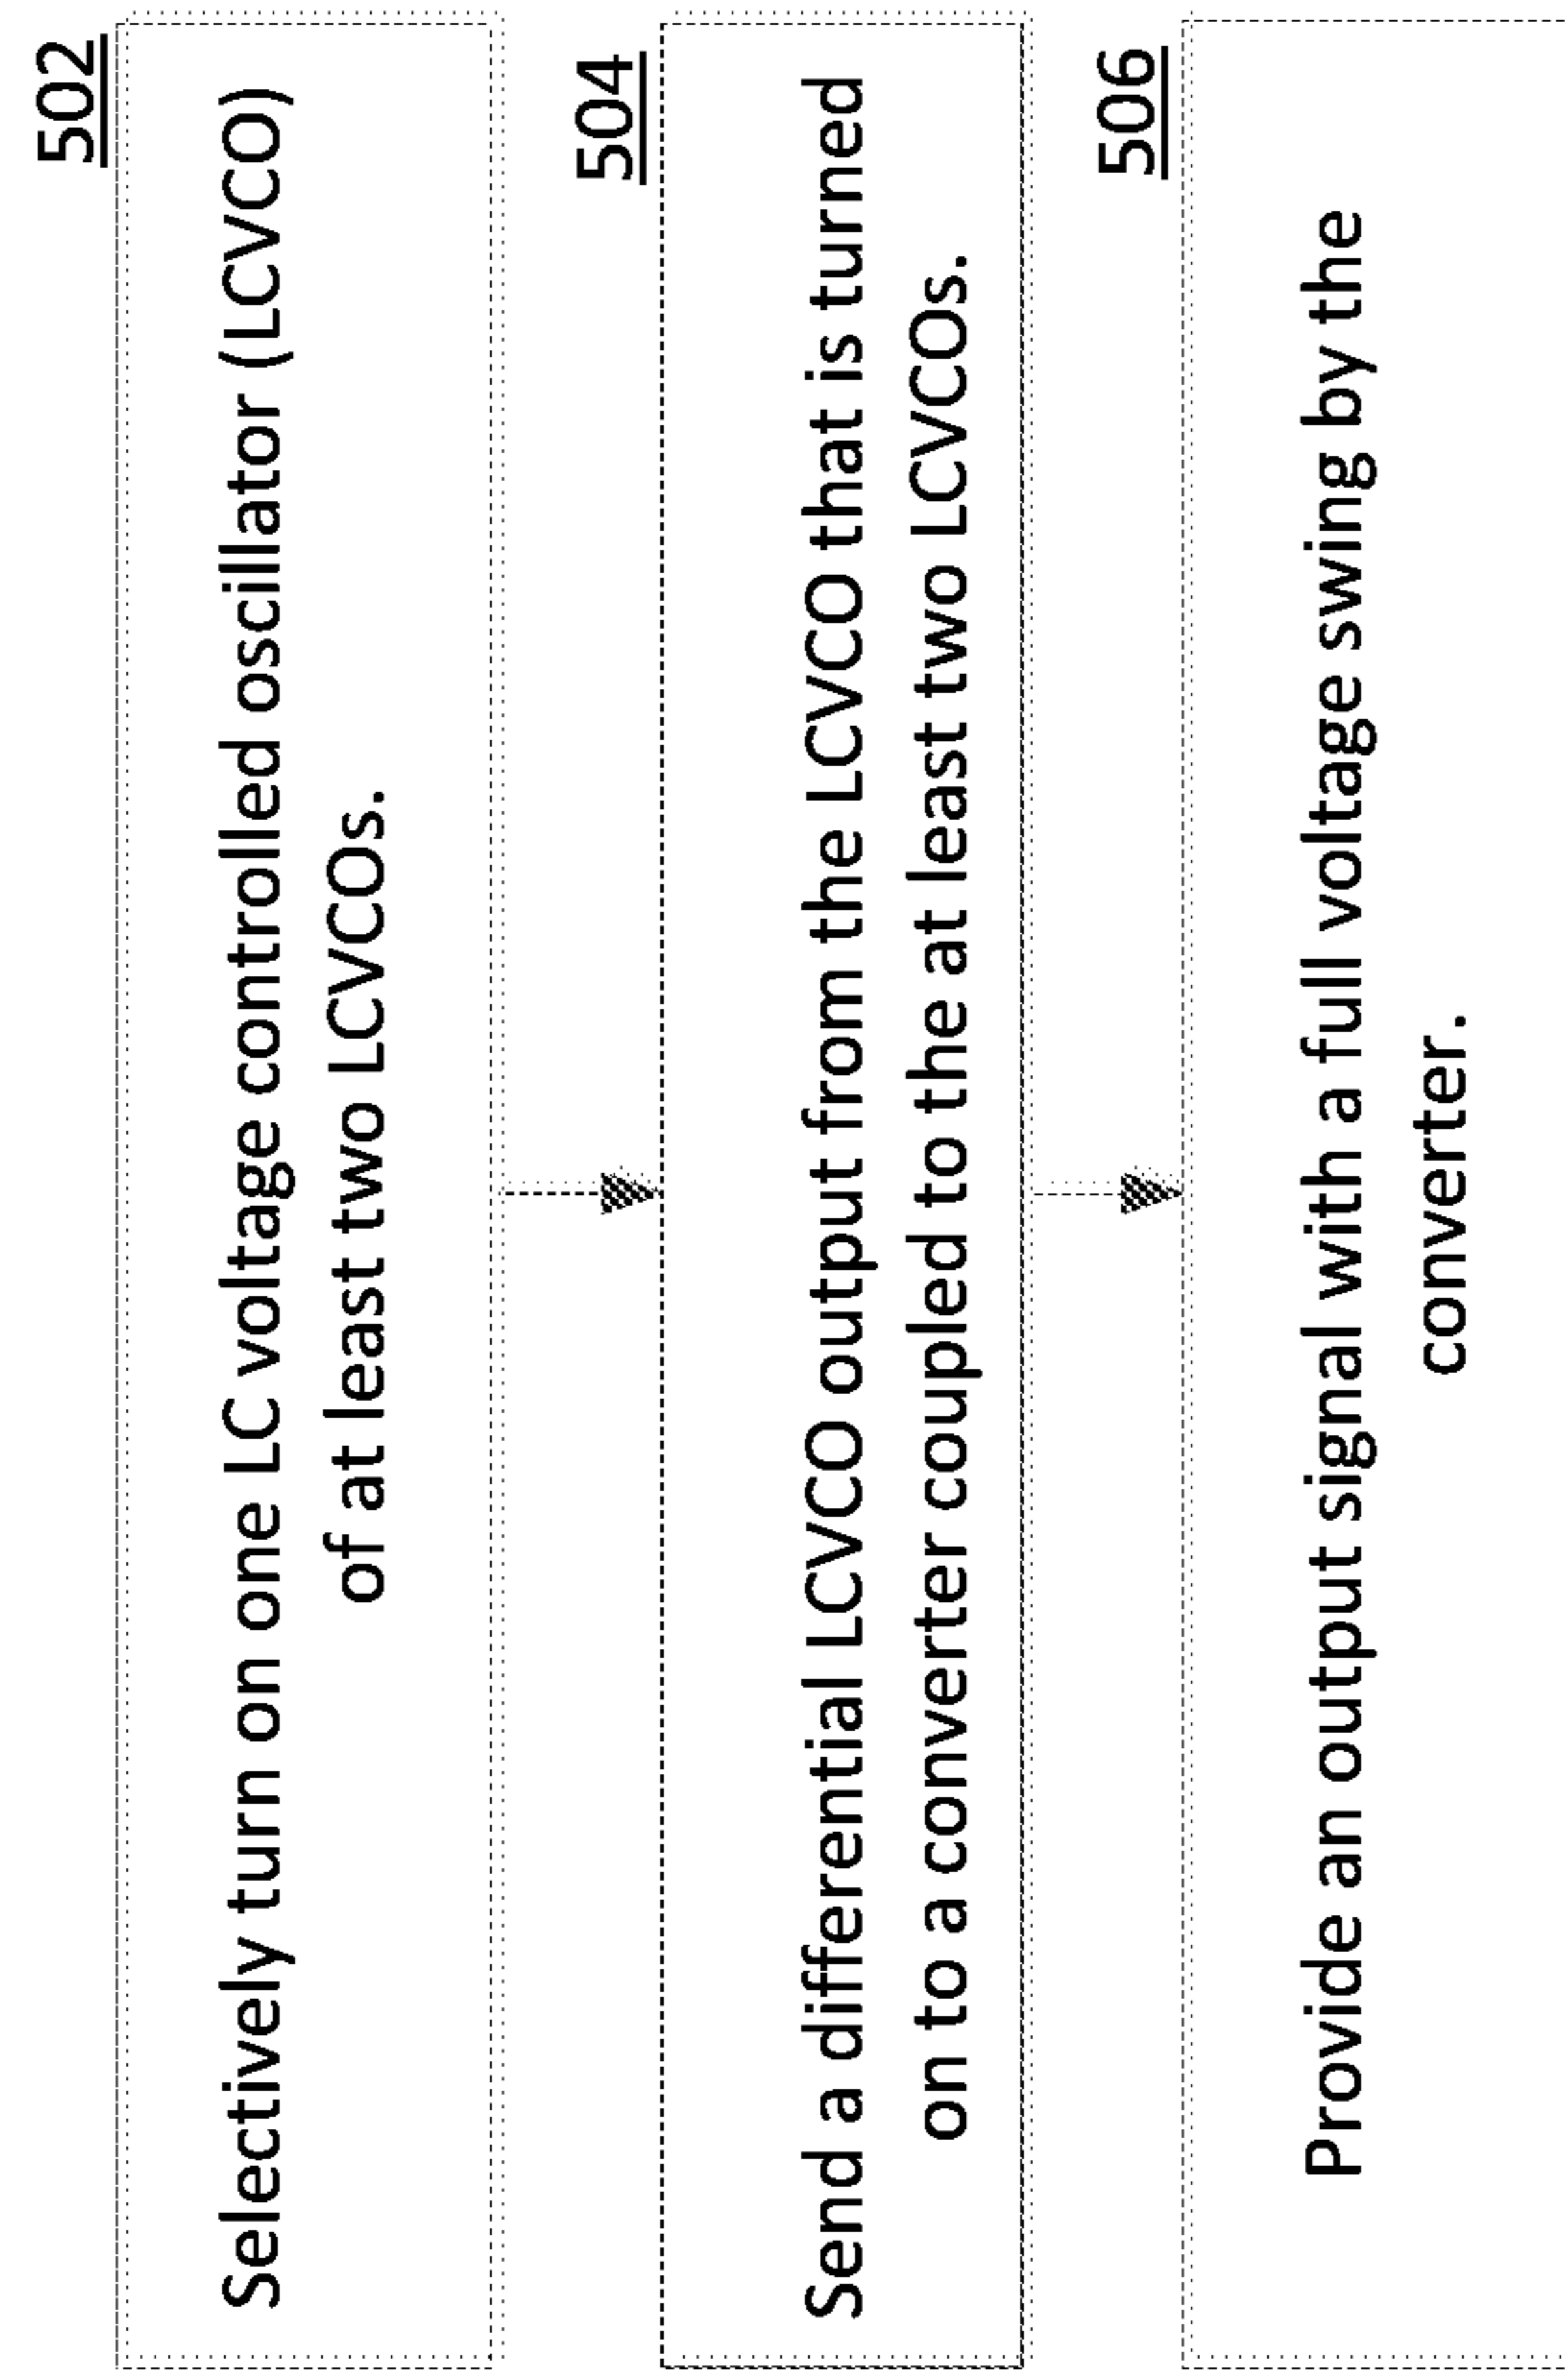 502
Selectively turn on one LC voltage controlled oscillator (LCVCO)
of at least two LCVCOs.
504
Send a differential LCVCO output from the LCVCO that is turned
on to a converter coupled to the at least two LCVCOs.
506
Provide an output signal with a full voltage swing by the
converter.